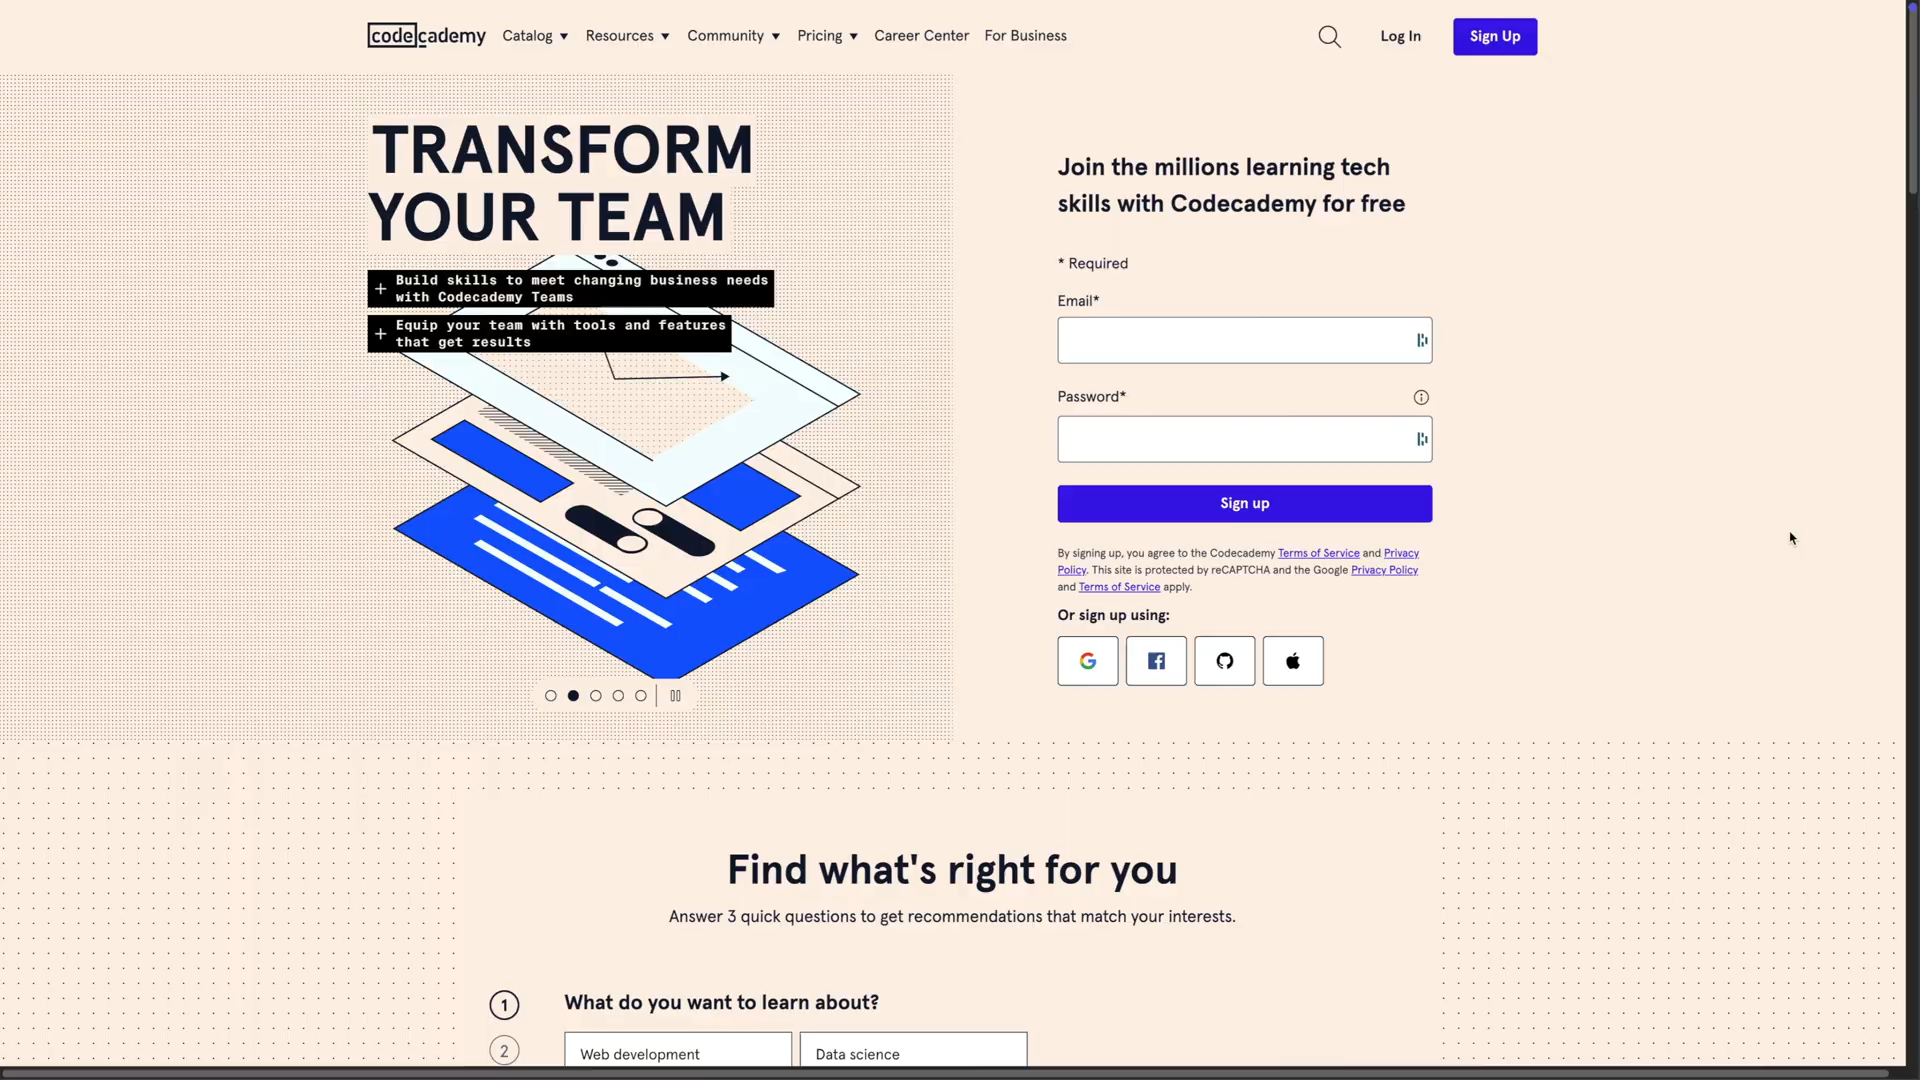 codecademy
Catalog
Resources
Community
Pricing
Career Center
For Business
Log In
Sign Up
TRANSFORM
YOUR TEAM
+ Build skills to meet changing business needs
with Codecademy Teams
+ Equip your team with tools and features
that get results
Join the millions learning tech
skills with Codecademy for free
* Required
Email*
Password*
Sign up
By signing up, you agree to the Codecademy Terms of Service and Privacy
Policy. This site is protected by reCAPTCHA and the Google Privacy Policy
and Terms of Service apply.
Or sign up using:
Find what's right for you
Answer 3 quick questions to get recommendations that match your interests.
1
What do you want to learn about?
2
Web development
Data science